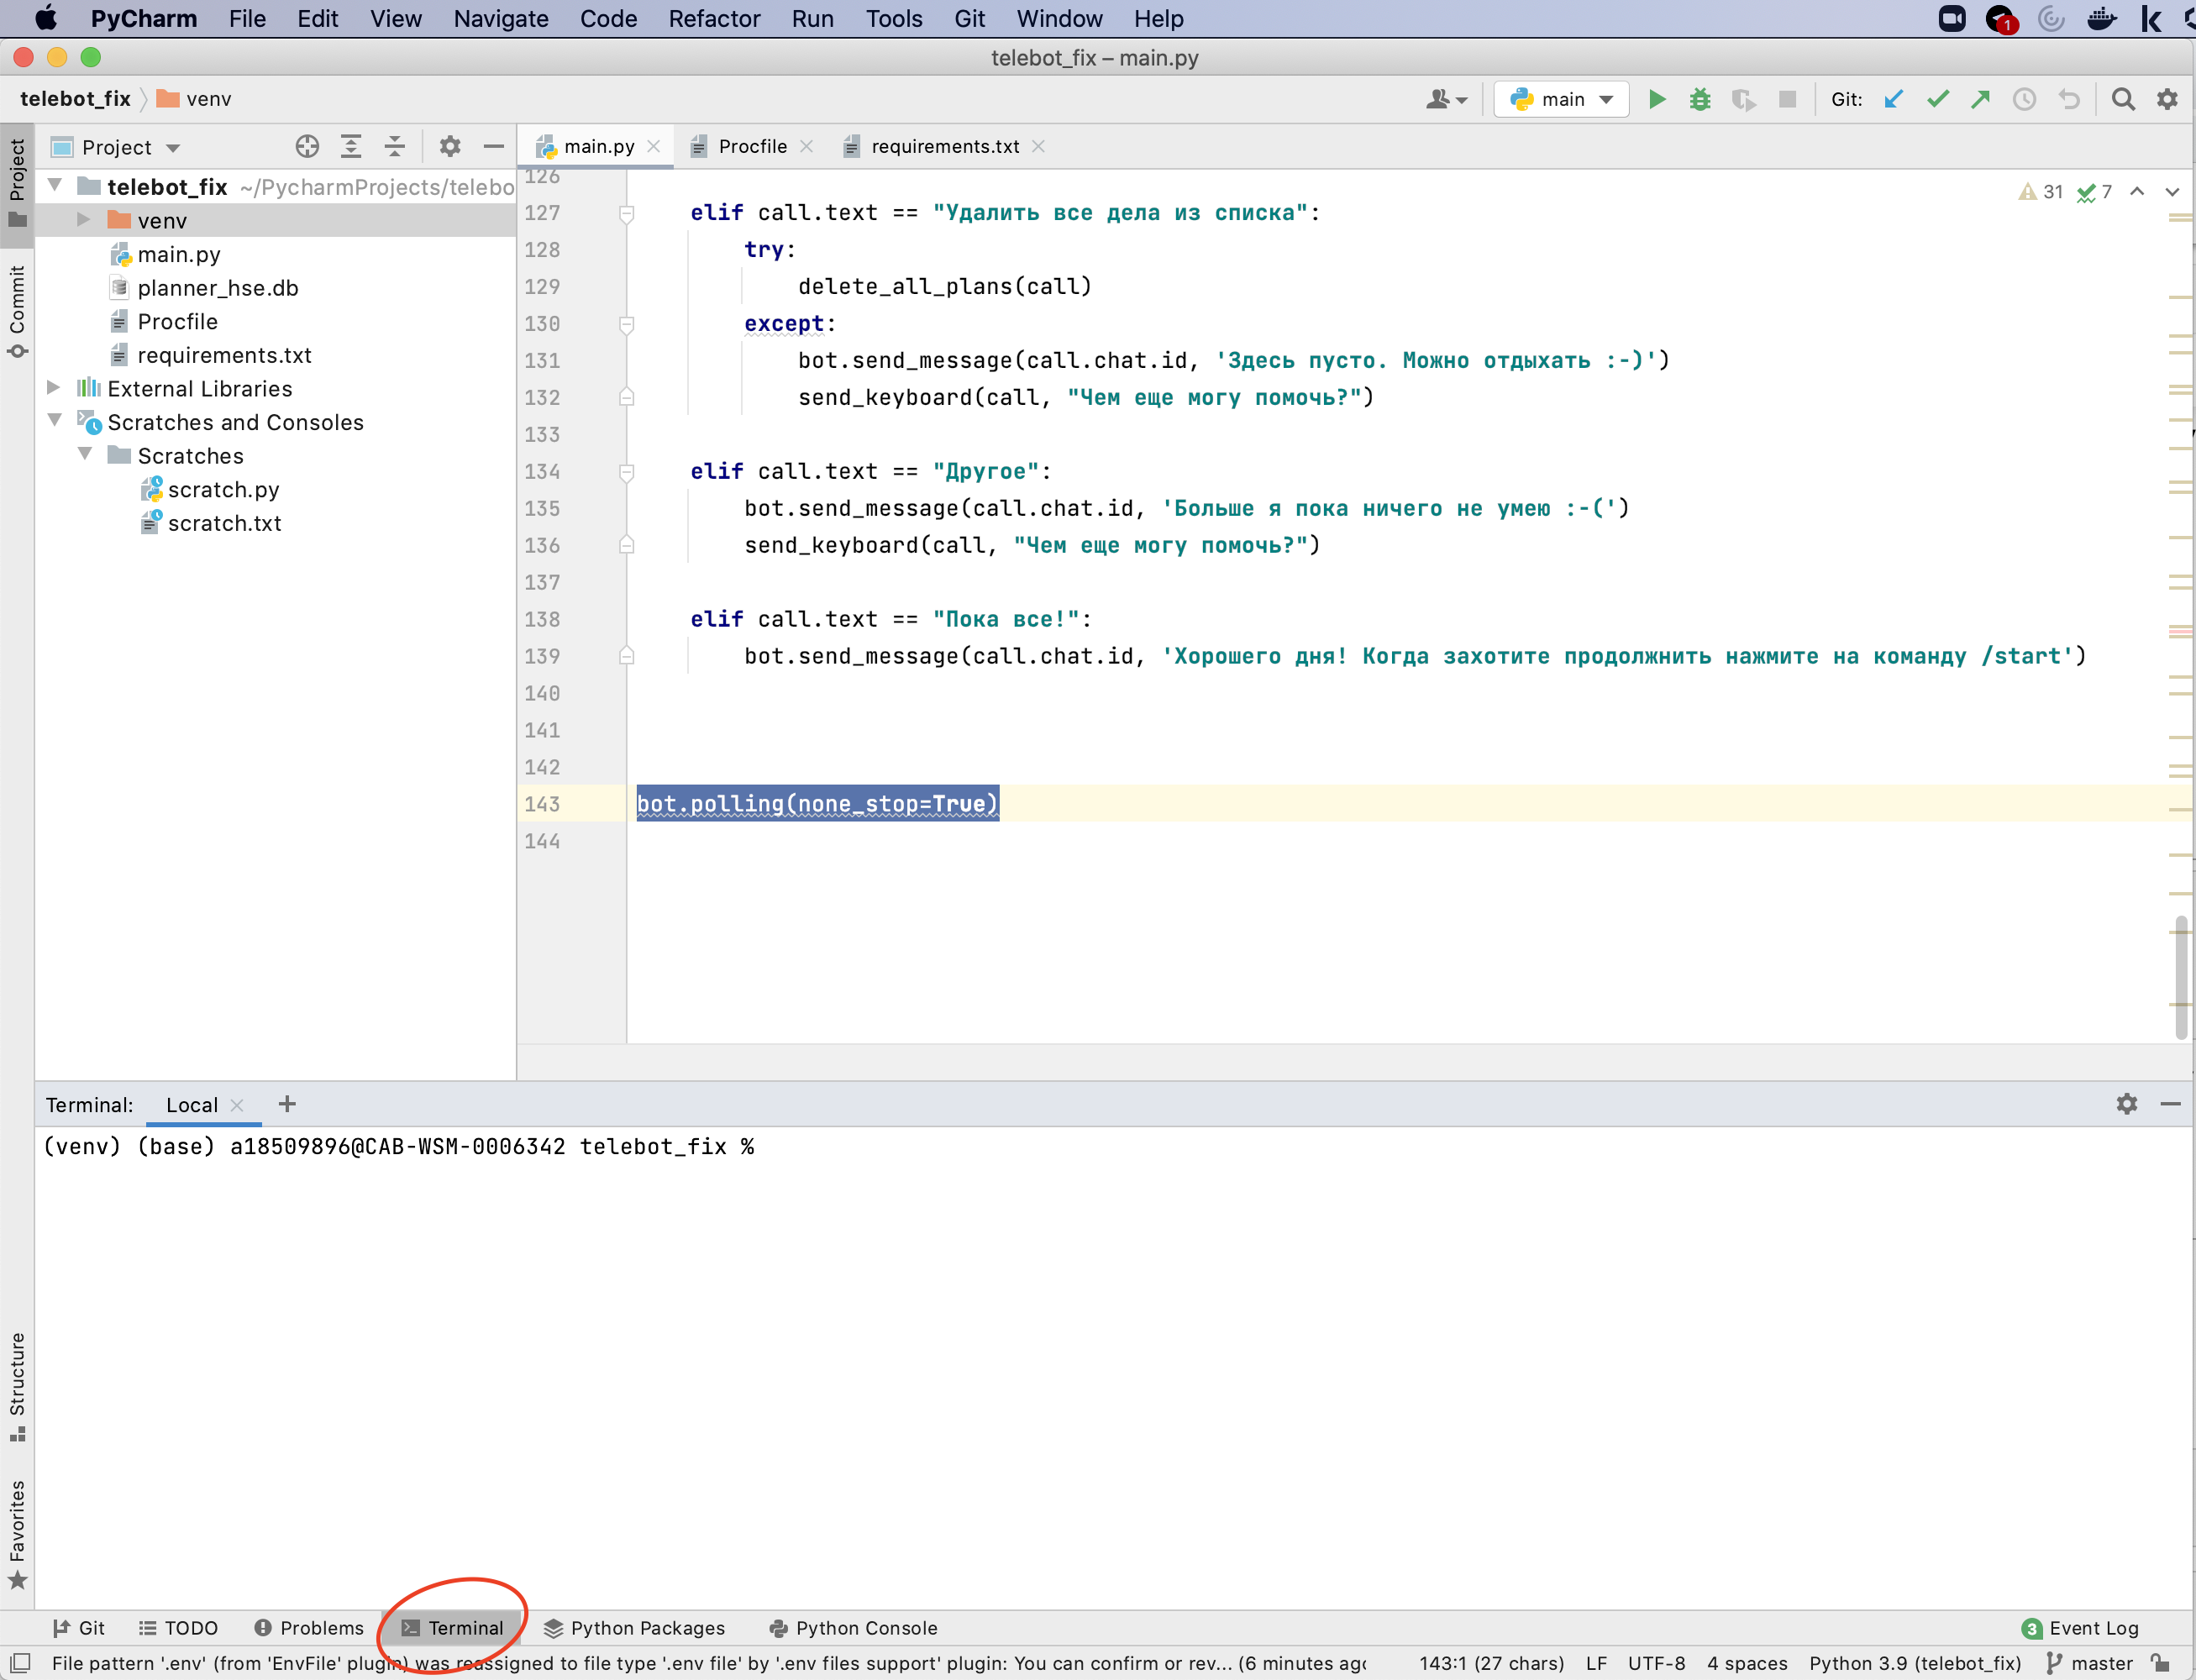 PyCharm File Edit View Navigate Code Refactor Run Tools Git Window Help
1
telebot_fix – main.py
telebot_fix venv
main
Git:
Project
main.py
Procfile
requirements.txt
telebot_fix ~/PycharmProjects/telebo
venv
main.py
planner_hse.db
Procfile
requirements.txt
External Libraries
Scratches and Consoles
Scratches
scratch.py
scratch.txt
Project
Commit
Structure
Favorites
31 7
126
127 elif call.text == "Удалить все дела из списка":
128 try:
129 delete_all_plans(call)
130 except:
131 bot.send_message(call.chat.id, 'Здесь пусто. Можно отдыхать :-)')
132 send_keyboard(call, "Чем еще могу помочь?")
133
134 elif call.text == "Другое":
135 bot.send_message(call.chat.id, 'Больше я пока ничего не умею :-(')
136 send_keyboard(call, "Чем еще могу помочь?")
137
138 elif call.text == "Пока все!":
139 bot.send_message(call.chat.id, 'Хорошего дня! Когда захотите продолжнить нажмите на команду /start')
140
141
142
143 bot.polling(none_stop=True)
144
Terminal: Local
(venv) (base) a18509896@CAB-WSM-0006342 telebot_fix %
Git TODO Problems Terminal Python Packages Python Console
3 Event Log
File pattern '.env' (from 'EnvFile' plugin) was reassigned to file type '.env file' by '.env files support' plugin: You can confirm or rev... (6 minutes ago
143:1 (27 chars) LF UTF-8 4 spaces Python 3.9 (telebot_fix) master